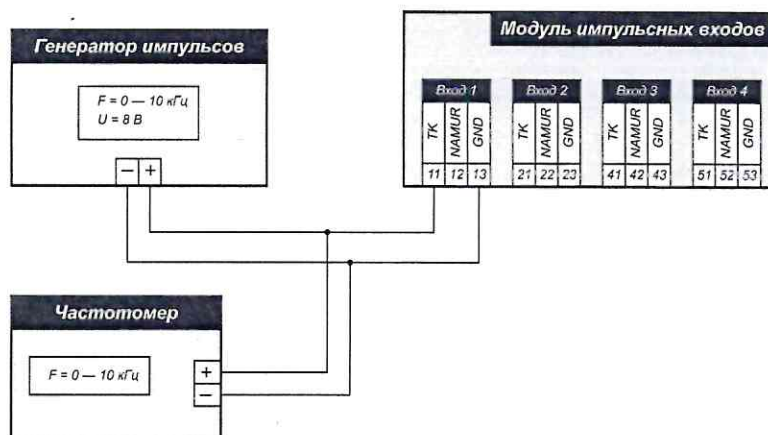 Генератор импульсов
F = 0 — 10 кГц
U = 8 В
— +
Модуль импульсных входов
Вход 1 Вход 2 Вход 3 Вход 4
TK NAMUR GND TK NAMUR GND TK NAMUR GND TK NAMUR GND
11 12 13 21 22 23 41 42 43 51 52 53
Частотомер
F = 0 — 10 кГц
+
—